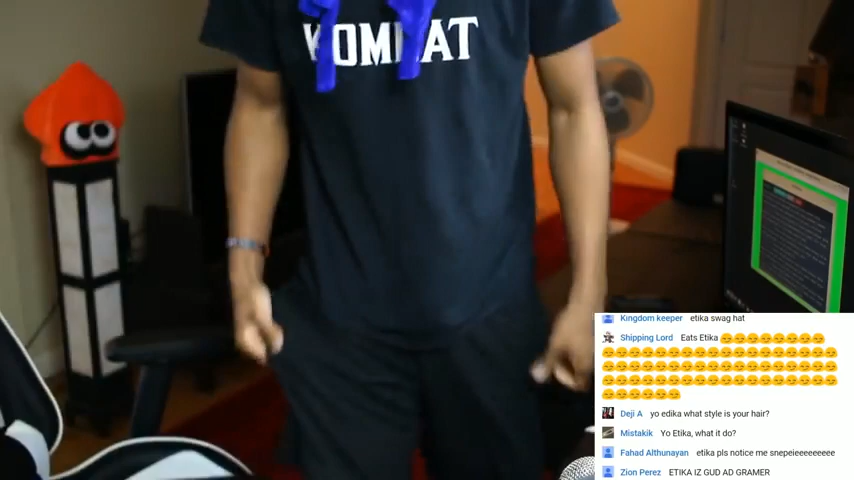 KOMBAT
Kingdom keeper etika swag hat
Shipping Lord Eats Etika 😏😏😏😏😏😏😏😏
😏😏😏😏😏😏😏😏😏😏😏😏😏😏😏😏😏😏
😏😏😏😏😏😏😏😏😏😏😏😏😏😏😏😏😏😏
😏😏😏😏😏😏😏😏😏😏😏😏😏😏😏😏😏😏
😏😏😏😏😏😏
Deji A yo edika what style is your hair?
Mistakik Yo Etika, what it do?
Fahad Althunayan etika pls notice me snepeieeeeeeeee
Zion Perez ETIKA IZ GUD AD GRAMER